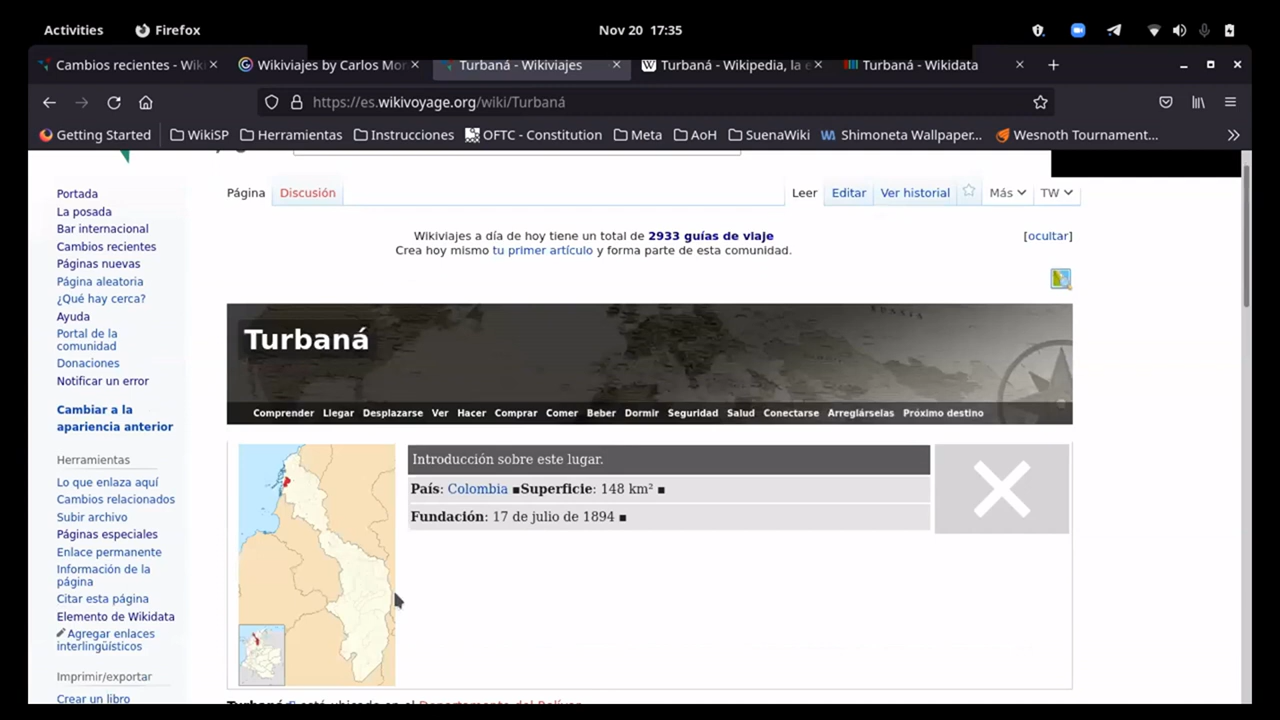 Activities Firefox Nov 20 17:35
Cambios recientes - Wiki Wikiviajes by Carlos Mor Turbaná - Wikiviajes Turbaná - Wikipedia, la e Turbaná - Wikidata
https://es.wikivoyage.org/wiki/Turbaná
Getting Started WikiSP Herramientas Instrucciones OFTC - Constitution Meta AoH SuenaWiki Shimoneta Wallpaper... Wesnoth Tournament...
Página Discusión Leer Editar Ver historial Más TW
Portada
La posada
Bar internacional
Cambios recientes
Páginas nuevas
Página aleatoria
¿Qué hay cerca?
Ayuda
Portal de la
comunidad
Donaciones
Notificar un error
Cambiar a la
apariencia anterior
Herramientas
Lo que enlaza aquí
Cambios relacionados
Subir archivo
Páginas especiales
Enlace permanente
Información de la
página
Citar esta página
Elemento de Wikidata
Agregar enlaces
interlingüísticos
Imprimir/exportar
Crear un libro
Wikiviajes a día de hoy tiene un total de 2933 guías de viaje [ocultar]
Crea hoy mismo tu primer artículo y forma parte de esta comunidad.
Turbaná
Comprender Llegar Desplazarse Ver Hacer Comprar Comer Beber Dormir Seguridad Salud Conectarse Arreglárselas Próximo destino
Introducción sobre este lugar.
País: Colombia ▪Superficie: 148 km² ▪
Fundación: 17 de julio de 1894 ▪
Turbaná está ubicado en el Departamento del Bolívar